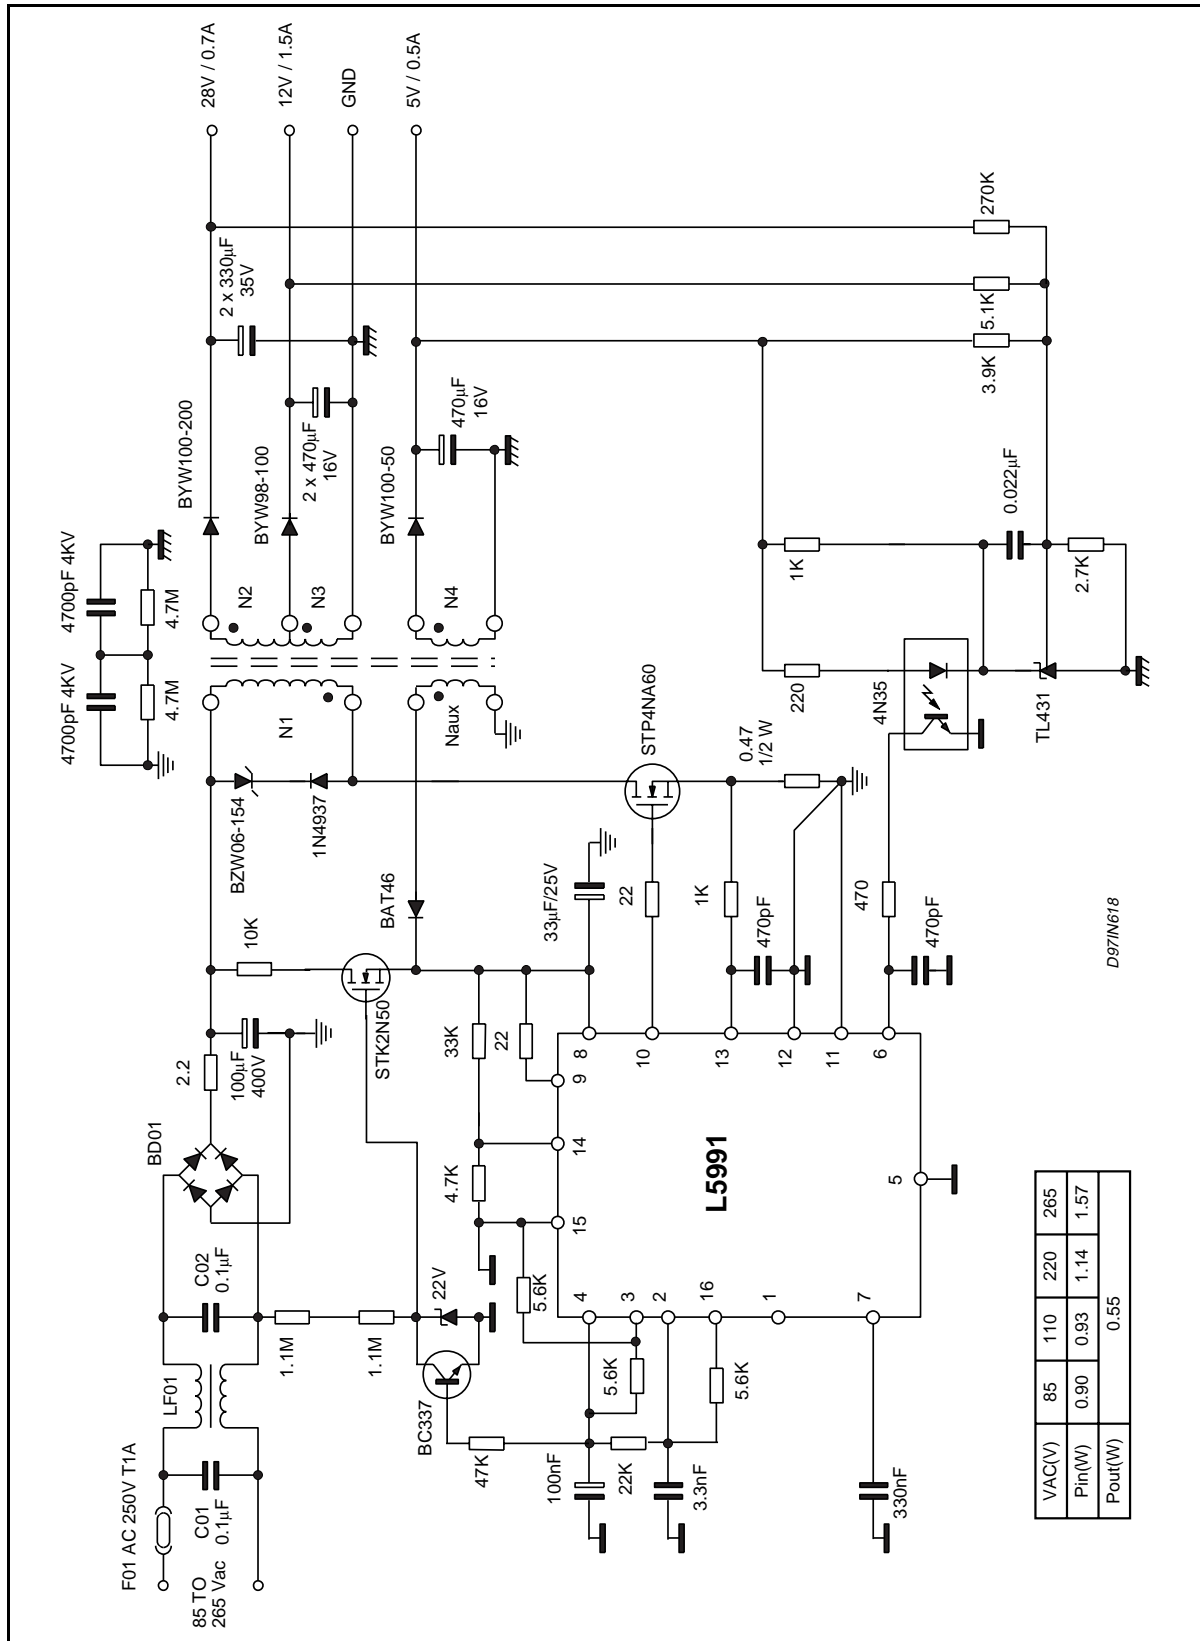 F01 AC 250V T1A
85 TO
265 Vac
C01
0.1µF
LF01
C02
0.1µF
BD01
2.2
100µF
400V
10K
STK2N50
BZW06-154
1N4937
BAT46
4700pF 4KV
4700pF 4KV
4.7M
4.7M
N1
Naux
N2
N3
N4
BYW100-200
BYW98-100
BYW100-50
2 x 330µF
35V
2 x 470µF
16V
470µF
16V
28V / 0.7A
12V / 1.5A
GND
5V / 0.5A
1.1M
1.1M
BC337
22V
47K
33K
22
4.7K
5.6K
5.6K
5.6K
22K
100nF
3.3nF
330nF
33µF/25V
22
STP4NA60
1K
470pF
0.47
1/2 W
470
470pF
4N35
220
1K
TL431
0.022µF
2.7K
3.9K
5.1K
270K
L5991
4
3
2
16
1
7
15
14
9
8
10
13
12
11
6
5
VAC(V) 85 110 220 265
Pin(W) 0.90 0.93 1.14 1.57
Pout(W) 0.55
D97IN618